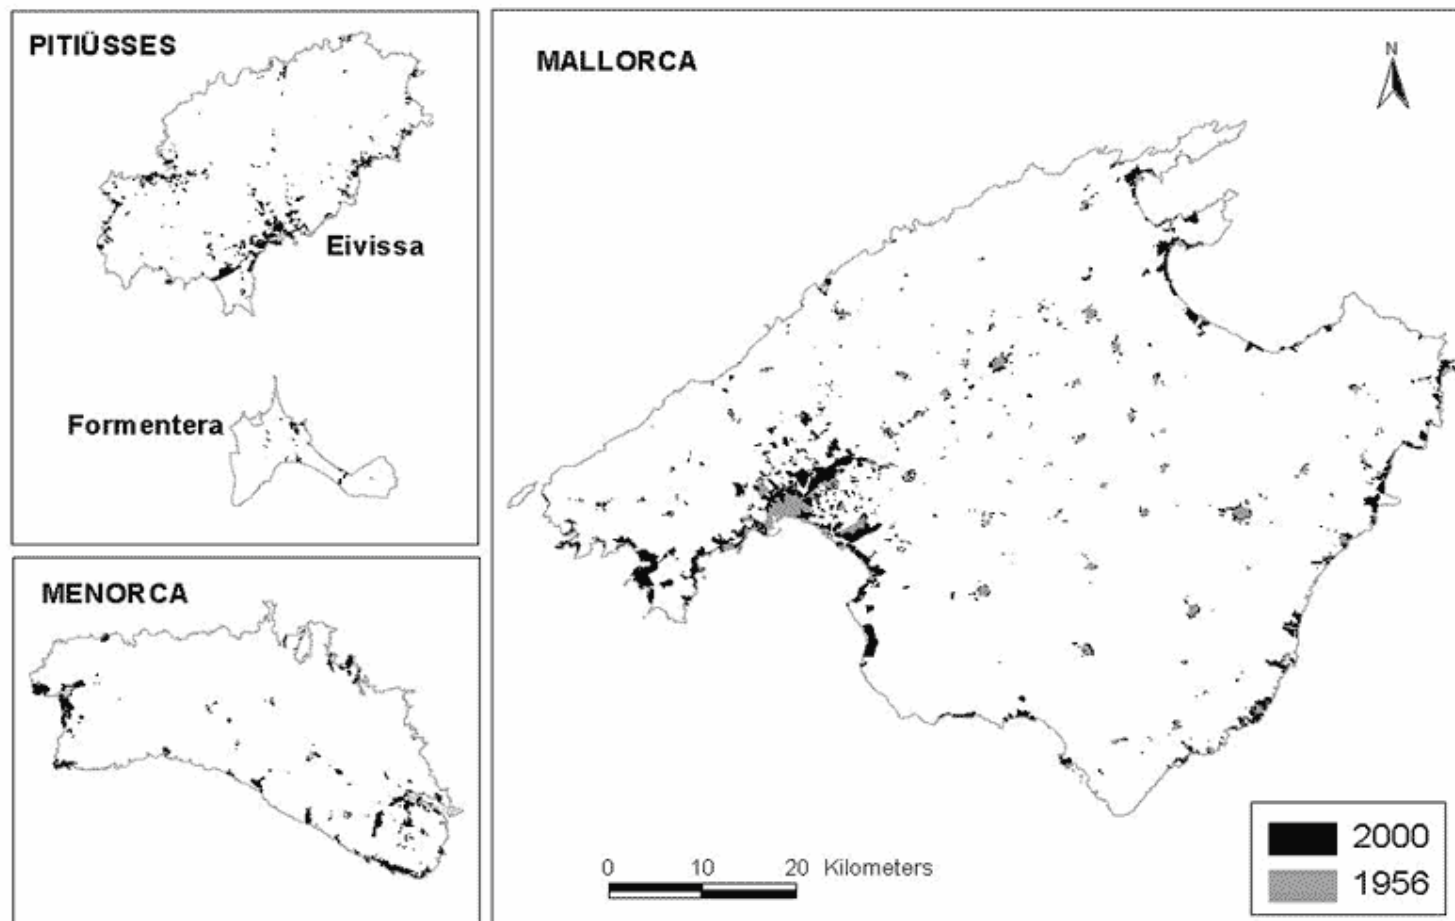 PITIÜSSES
Eivissa
Formentera
MENORCA
MALLORCA
N
0 10 20 Kilometers
2000
1956